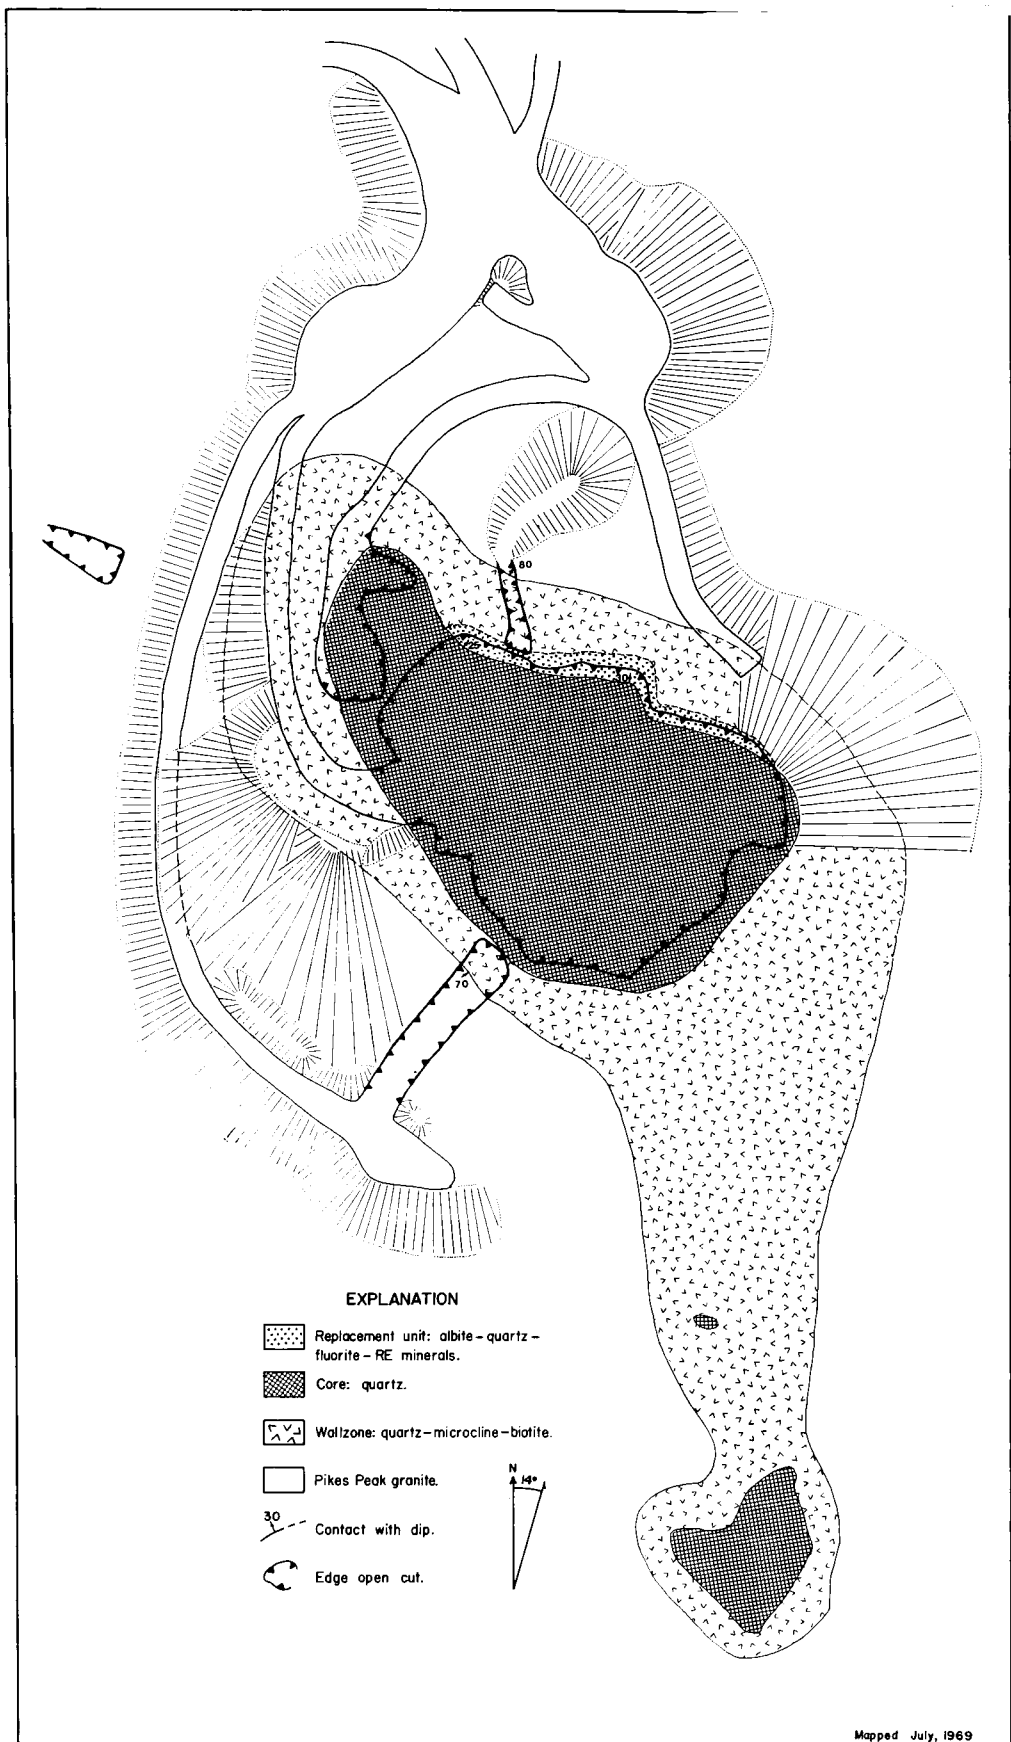 80
30
70
EXPLANATION
Replacement unit: albite-quartz-
fluorite-RE minerals.
Core: quartz.
Wallzone: quartz-microcline-biotite.
Pikes Peak granite.
30
Contact with dip.
Edge open cut.
N
14°
Mapped July, 1969